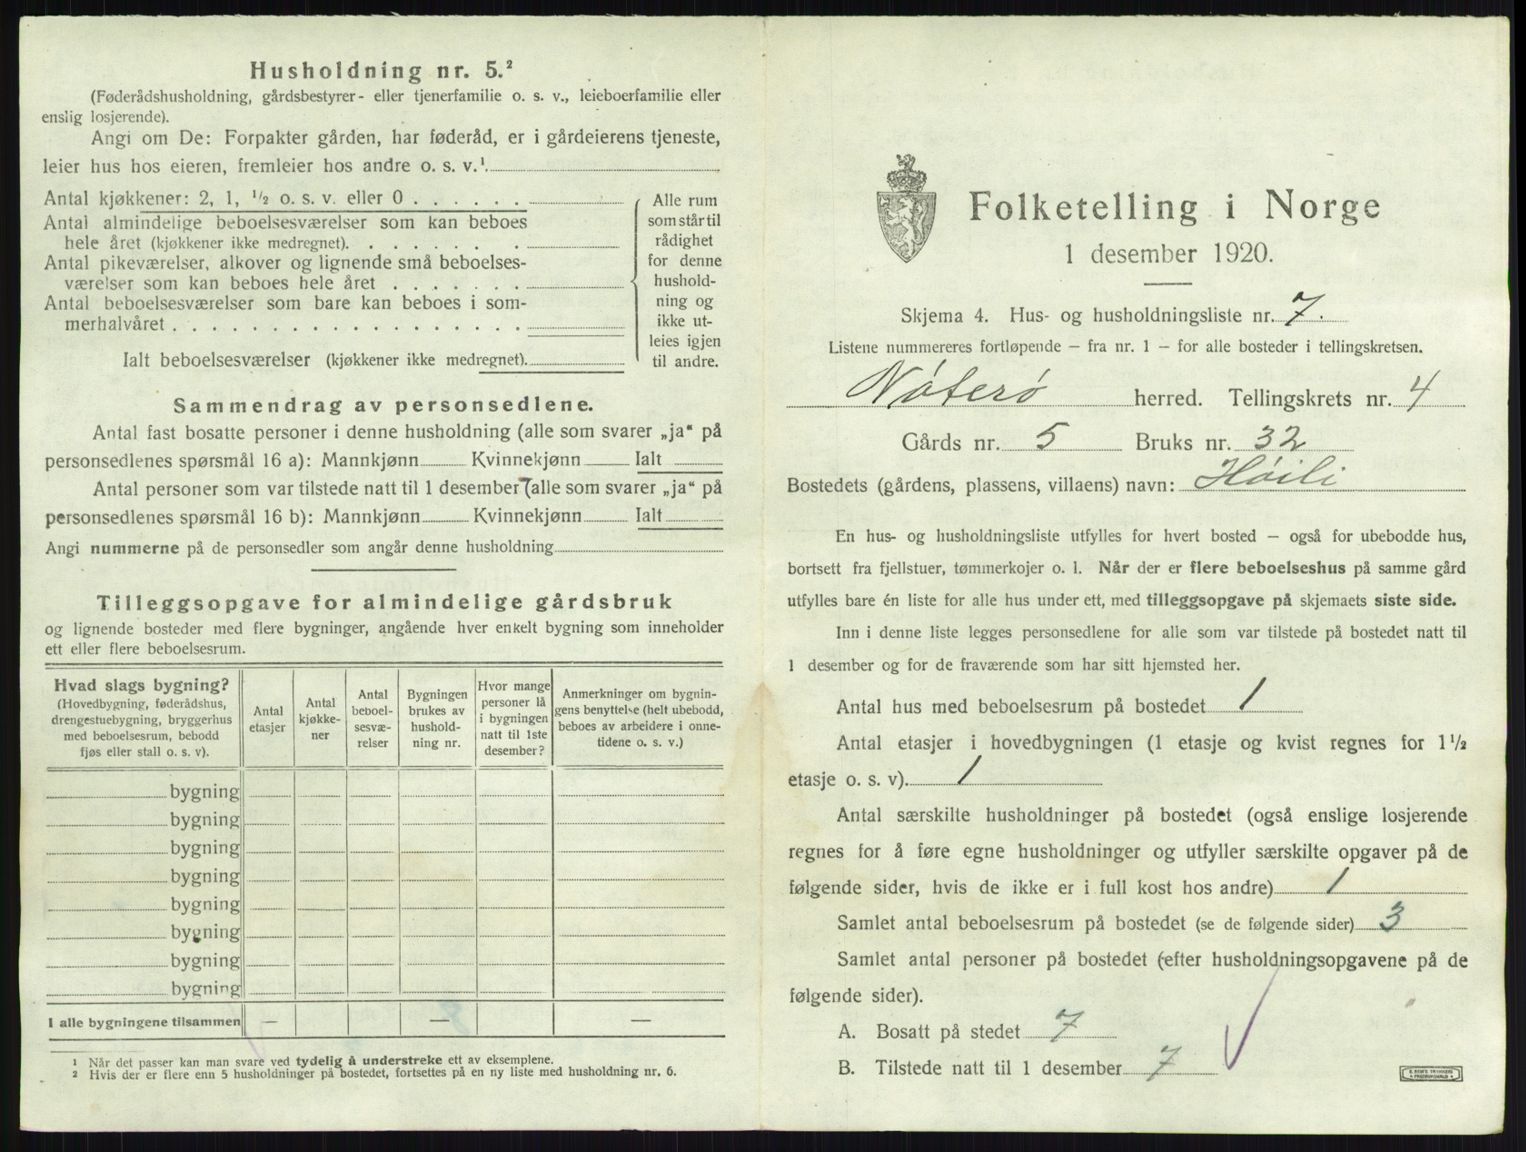 Husholdning nr. 5.²
(Føderådshusholdning, gårdsbestyrer- eller tjenerfamilie o. s. v., leieboerfamilie eller
enslig losjerende).
Angi om De: Forpakter gården, har føderåd, er i gårdeierens tjeneste,
leier hus hos eieren, fremleier hos andre o. s. v.¹
Antal kjøkkener: 2, 1, ½ o. s. v. eller 0
Antal almindelige beboelsesværelser som kan beboes
hele året (kjøkkener ikke medregnet).
Antal pikeværelser, alkover og lignende små beboelses-
værelser som kan beboes hele året
Antal beboelsesværelser som bare kan beboes i som-
merhalvåret
Ialt beboelsesværelser (kjøkkener ikke medregnet).
Alle rum
som står til
rådighet
for denne
hushold-
ning og
ikke ut-
leies igjen
til andre.
Sammendrag av personsedlene.
Antal fast bosatte personer i denne husholdning (alle som svarer „ja“ på
personsedlenes spørsmål 16 a): Mannkjønn Kvinnekjønn Ialt
Antal personer som var tilstede natt til 1 desember (alle som svarer „ja“ på
personsedlenes spørsmål 16 b): Mannkjønn Kvinnekjønn Ialt
Angi nummerne på de personsedler som angår denne husholdning
Tilleggsopgave for almindelige gårdsbruk
og lignende bosteder med flere bygninger, angående hver enkelt bygning som inneholder
ett eller flere beboelsesrum.
Hvad slags bygning?
(Hovedbygning, føderådshus,
drengestuebygning, bryggerhus
med beboelsesrum, bebodd
fjøs eller stall o. s. v).
Antal
etasjer
Antal
kjøkke-
ner
Antal
beboel-
sesvæ-
relser
Bygningen
brukes av
hushold-
ning nr.
Hvor mange
personer lå
i bygningen
natt til 1ste
desember?
Anmerkninger om bygnin-
gens benyttelse (helt ubebodd,
beboes av arbeidere i onne-
tidene o. s. v.)
bygning
bygning
bygning
bygning
bygning
bygning
bygning
bygning
I alle bygningene tilsammen — — —
¹ Når det passer kan man svare ved tydelig å understreke ett av eksemplene.
² Hvis der er flere enn 5 husholdninger på bostedet, fortsettes på en ny liste med husholdning nr. 6.
Folketelling i Norge
1 desember 1920.
Skjema 4. Hus- og husholdningsliste nr. 7.
Listene nummereres fortløpende – fra nr. 1 – for alle bosteder i tellingskretsen.
Nøterø herred. Tellingskrets nr. 4
Gårds nr. 5 Bruks nr. 32
Bostedets (gårdens, plassens, villaens) navn: Høili
En hus- og husholdningsliste utfylles for hvert bosted – også for ubebodde hus,
bortsett fra fjellstuer, tømmerkojer o. l. Når der er flere beboelseshus på samme gård
utfylles bare én liste for alle hus under ett, med tilleggsopgave på skjemaets siste side.
Inn i denne liste legges personsedlene for alle som var tilstede på bostedet natt til
1 desember og for de fraværende som har sitt hjemsted her.
Antal hus med beboelsesrum på bostedet 1
Antal etasjer i hovedbygningen (1 etasje og kvist regnes for 1½
etasje o. s. v). 1
Antal særskilte husholdninger på bostedet (også enslige losjerende
regnes for å føre egne husholdninger og utfyller særskilte opgaver på de
følgende sider, hvis de ikke er i full kost hos andre) 1
Samlet antal beboelsesrum på bostedet (se de følgende sider) 3
Samlet antal personer på bostedet (efter husholdningsopgavene på de
følgende sider).
A. Bosatt på stedet 7
B. Tilstede natt til 1 desember 7